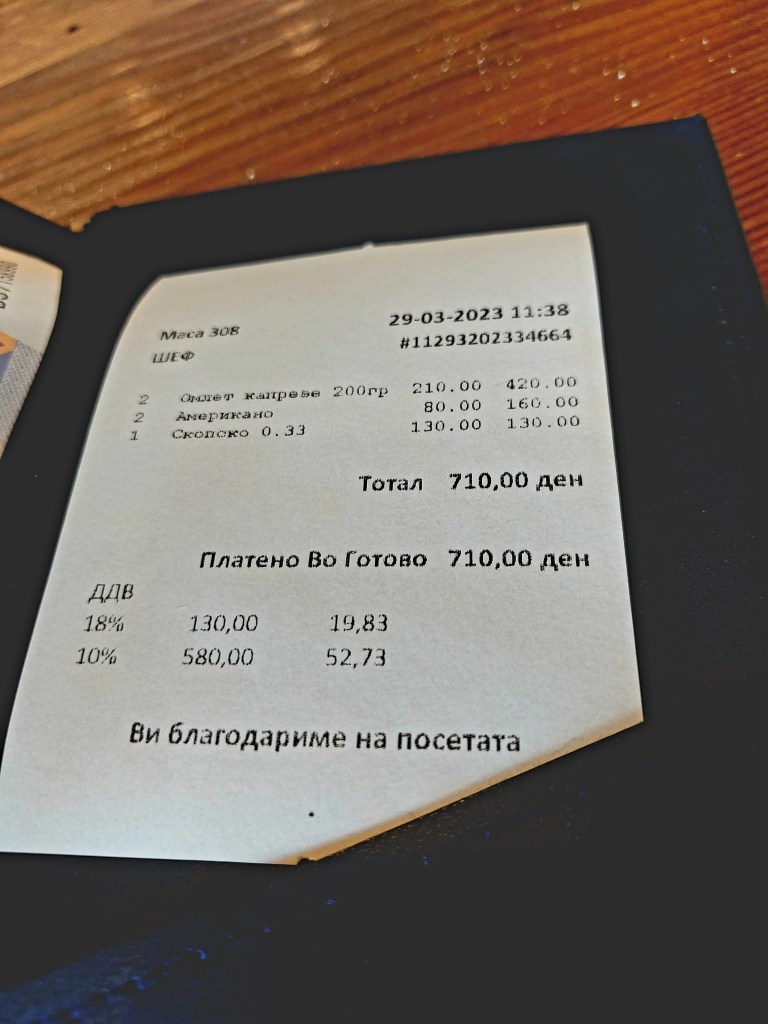 Маса 308 29-03-2023 11:38
ШЕФ #11293202334664
2 Омлет капрезе 200гр 210.00 420.00
2 Американо 80.00 160.00
1 Скопско 0.33 130.00 130.00
Тотал 710,00 ден
Платено Во Готово 710,00 ден
ДДВ
18% 130,00 19,83
10% 580,00 52,73
Ви благодариме на посетата